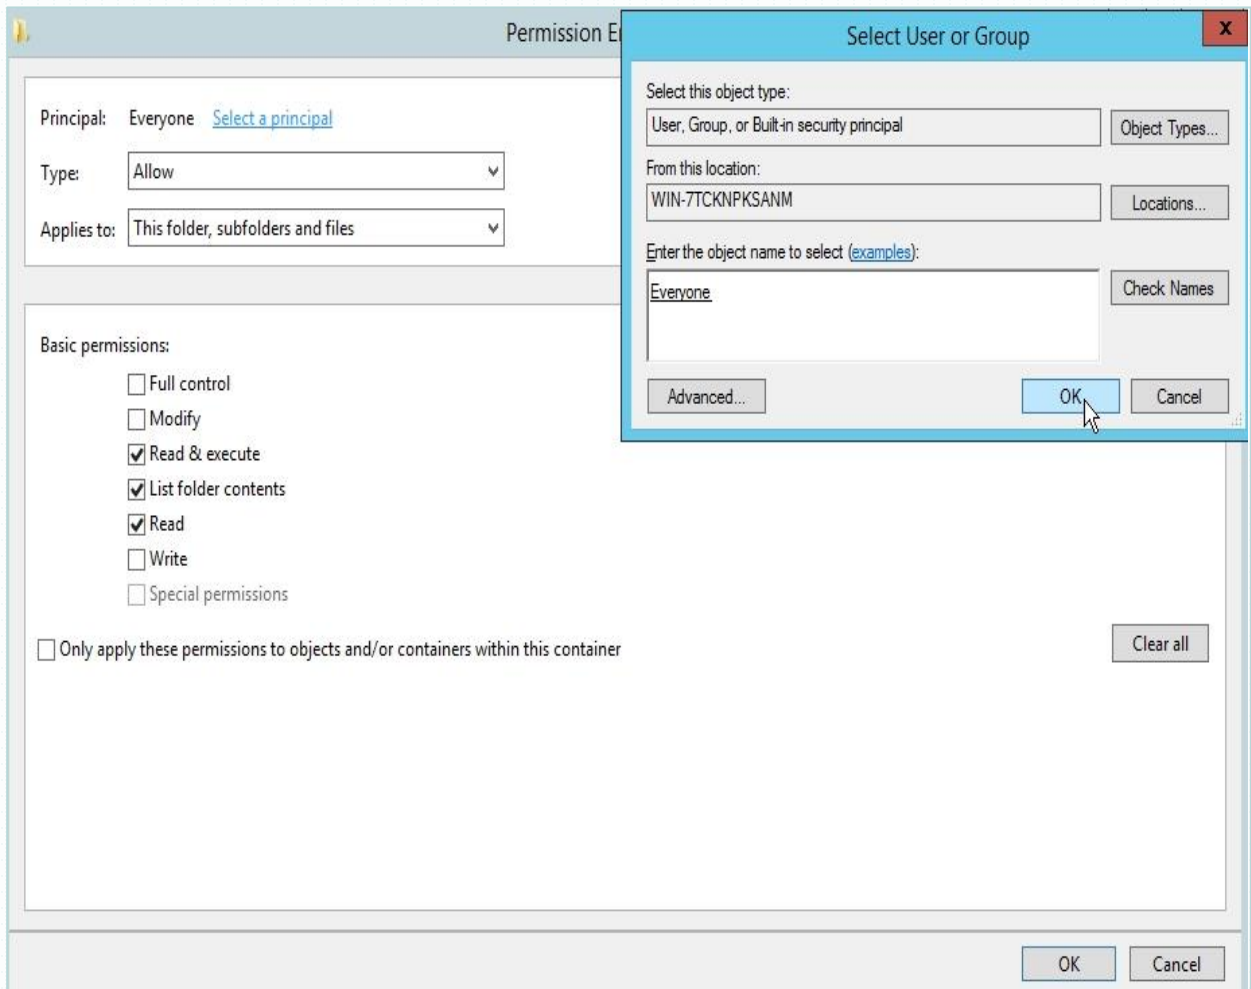 Permission E
Principal: Everyone Select a principal
Type: Allow
Applies to: This folder, subfolders and files
Basic permissions:
Full control
Modify
Read & execute
List folder contents
Read
Write
Special permissions
Only apply these permissions to objects and/or containers within this container
Clear all
OK Cancel
Select User or Group X
Select this object type:
User, Group, or Built-in security principal Object Types...
From this location:
WIN-7TCKNPKSANM Locations...
Enter the object name to select (examples):
Everyone Check Names
Advanced... OK Cancel